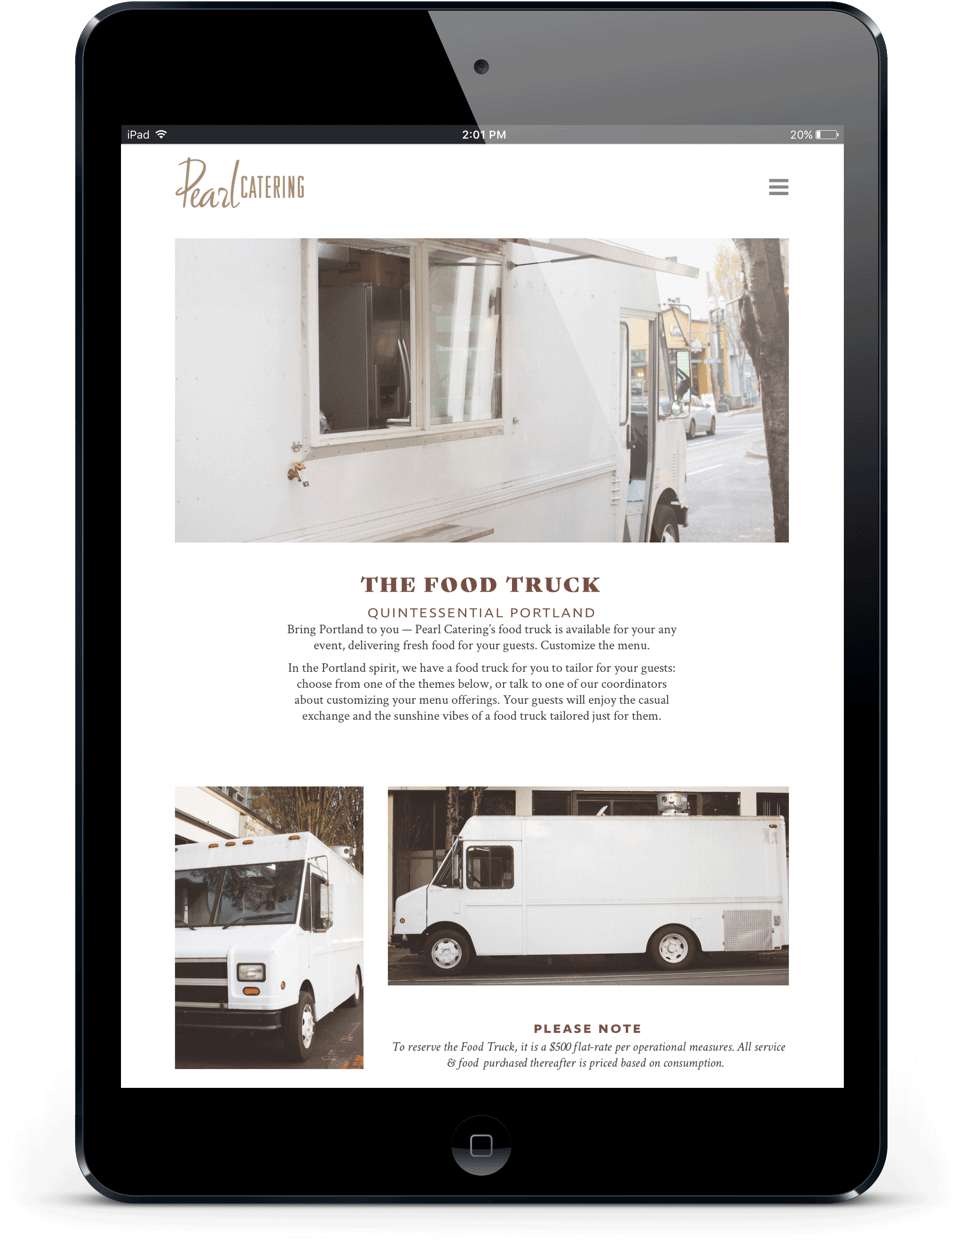 iPad 2:01 PM 20%
Pearl CATERING
THE FOOD TRUCK
QUINTESSENTIAL PORTLAND
Bring Portland to you — Pearl Catering's food truck is available for your any
event, delivering fresh food for your guests. Customize the menu.
In the Portland spirit, we have a food truck for you to tailor for your guests:
choose from one of the themes below, or talk to one of our coordinators
about customizing your menu offerings. Your guests will enjoy the casual
exchange and the sunshine vibes of a food truck tailored just for them.
PLEASE NOTE
To reserve the Food Truck, it is a $500 flat-rate per operational measures. All service
& food purchased thereafter is priced based on consumption.